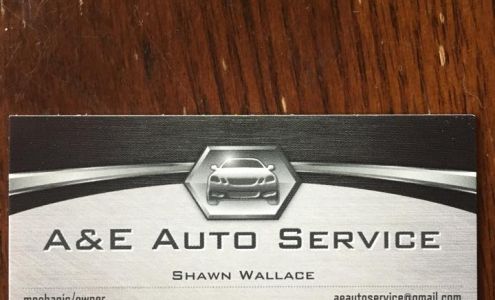 A&E AUTO SERVICE
SHAWN WALLACE
mechanic/owner aeautoservice@gmail.com